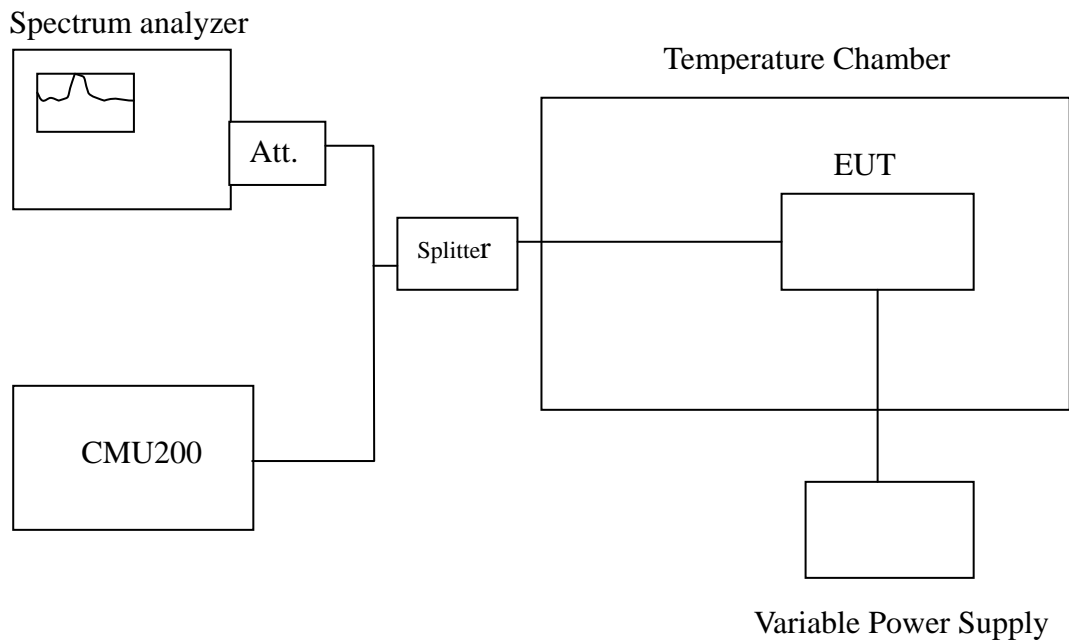 Spectrum analyzer
Temperature Chamber
Att.
EUT
Splitter
CMU200
Variable Power Supply